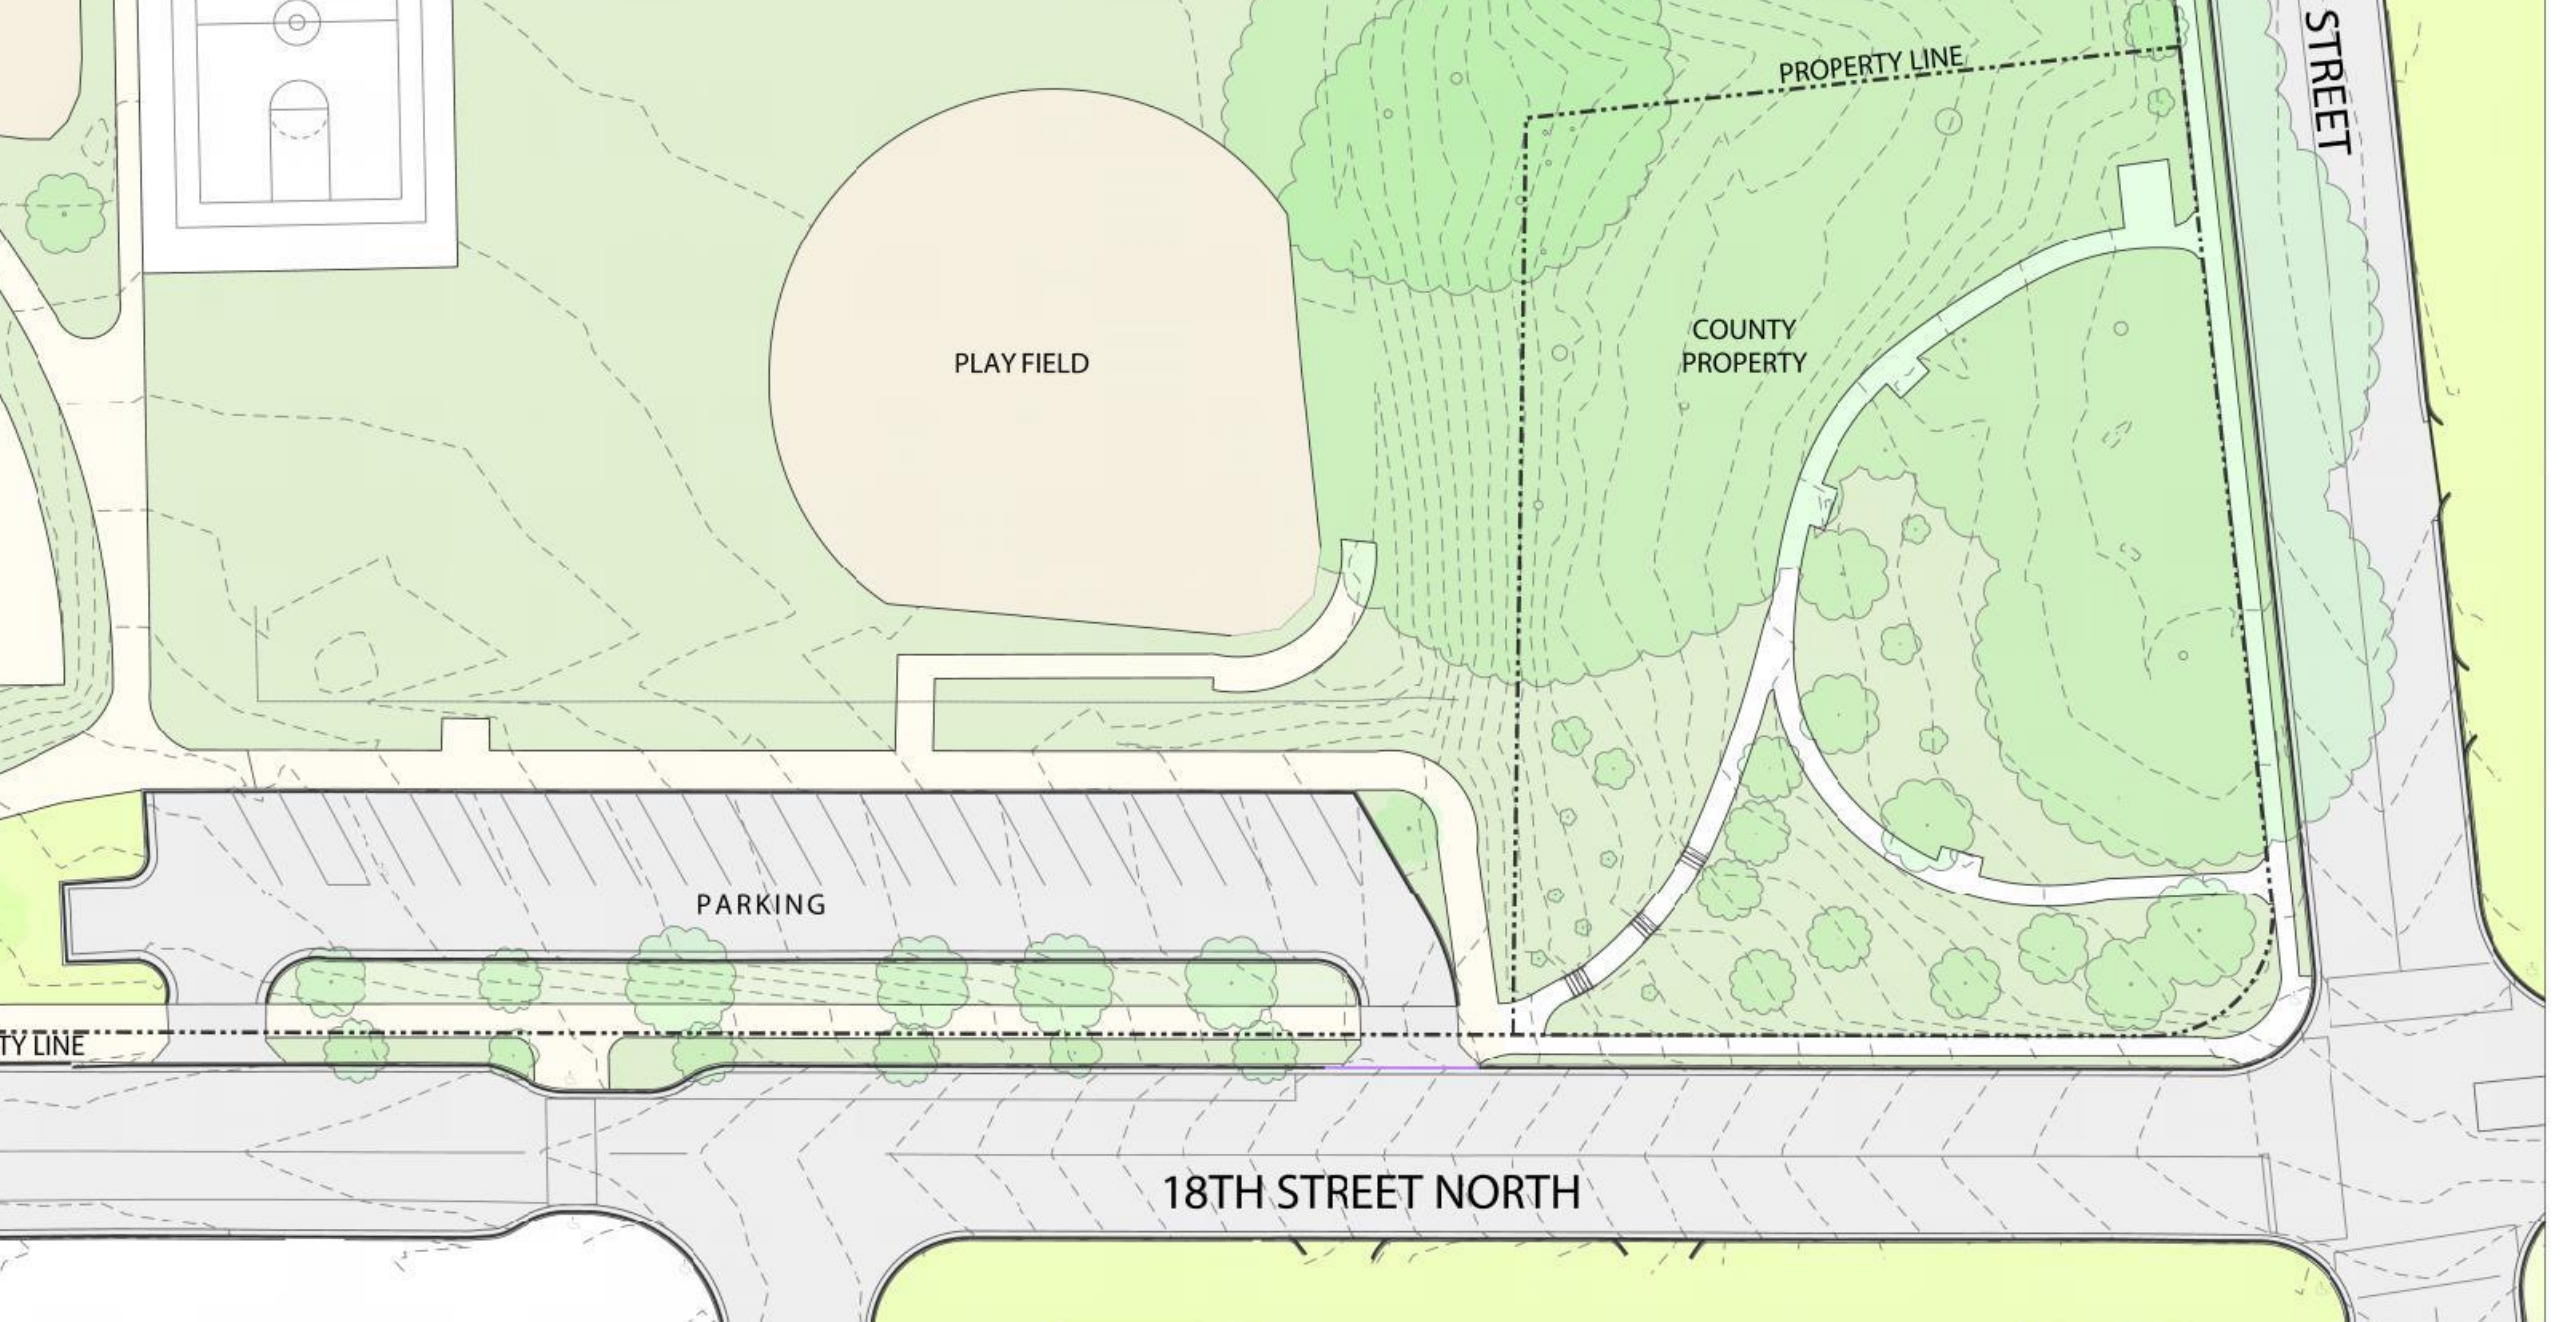 STREET
PROPERTY LINE
COUNTY
PROPERTY
PLAY FIELD
PARKING
TY LINE
18TH STREET NORTH